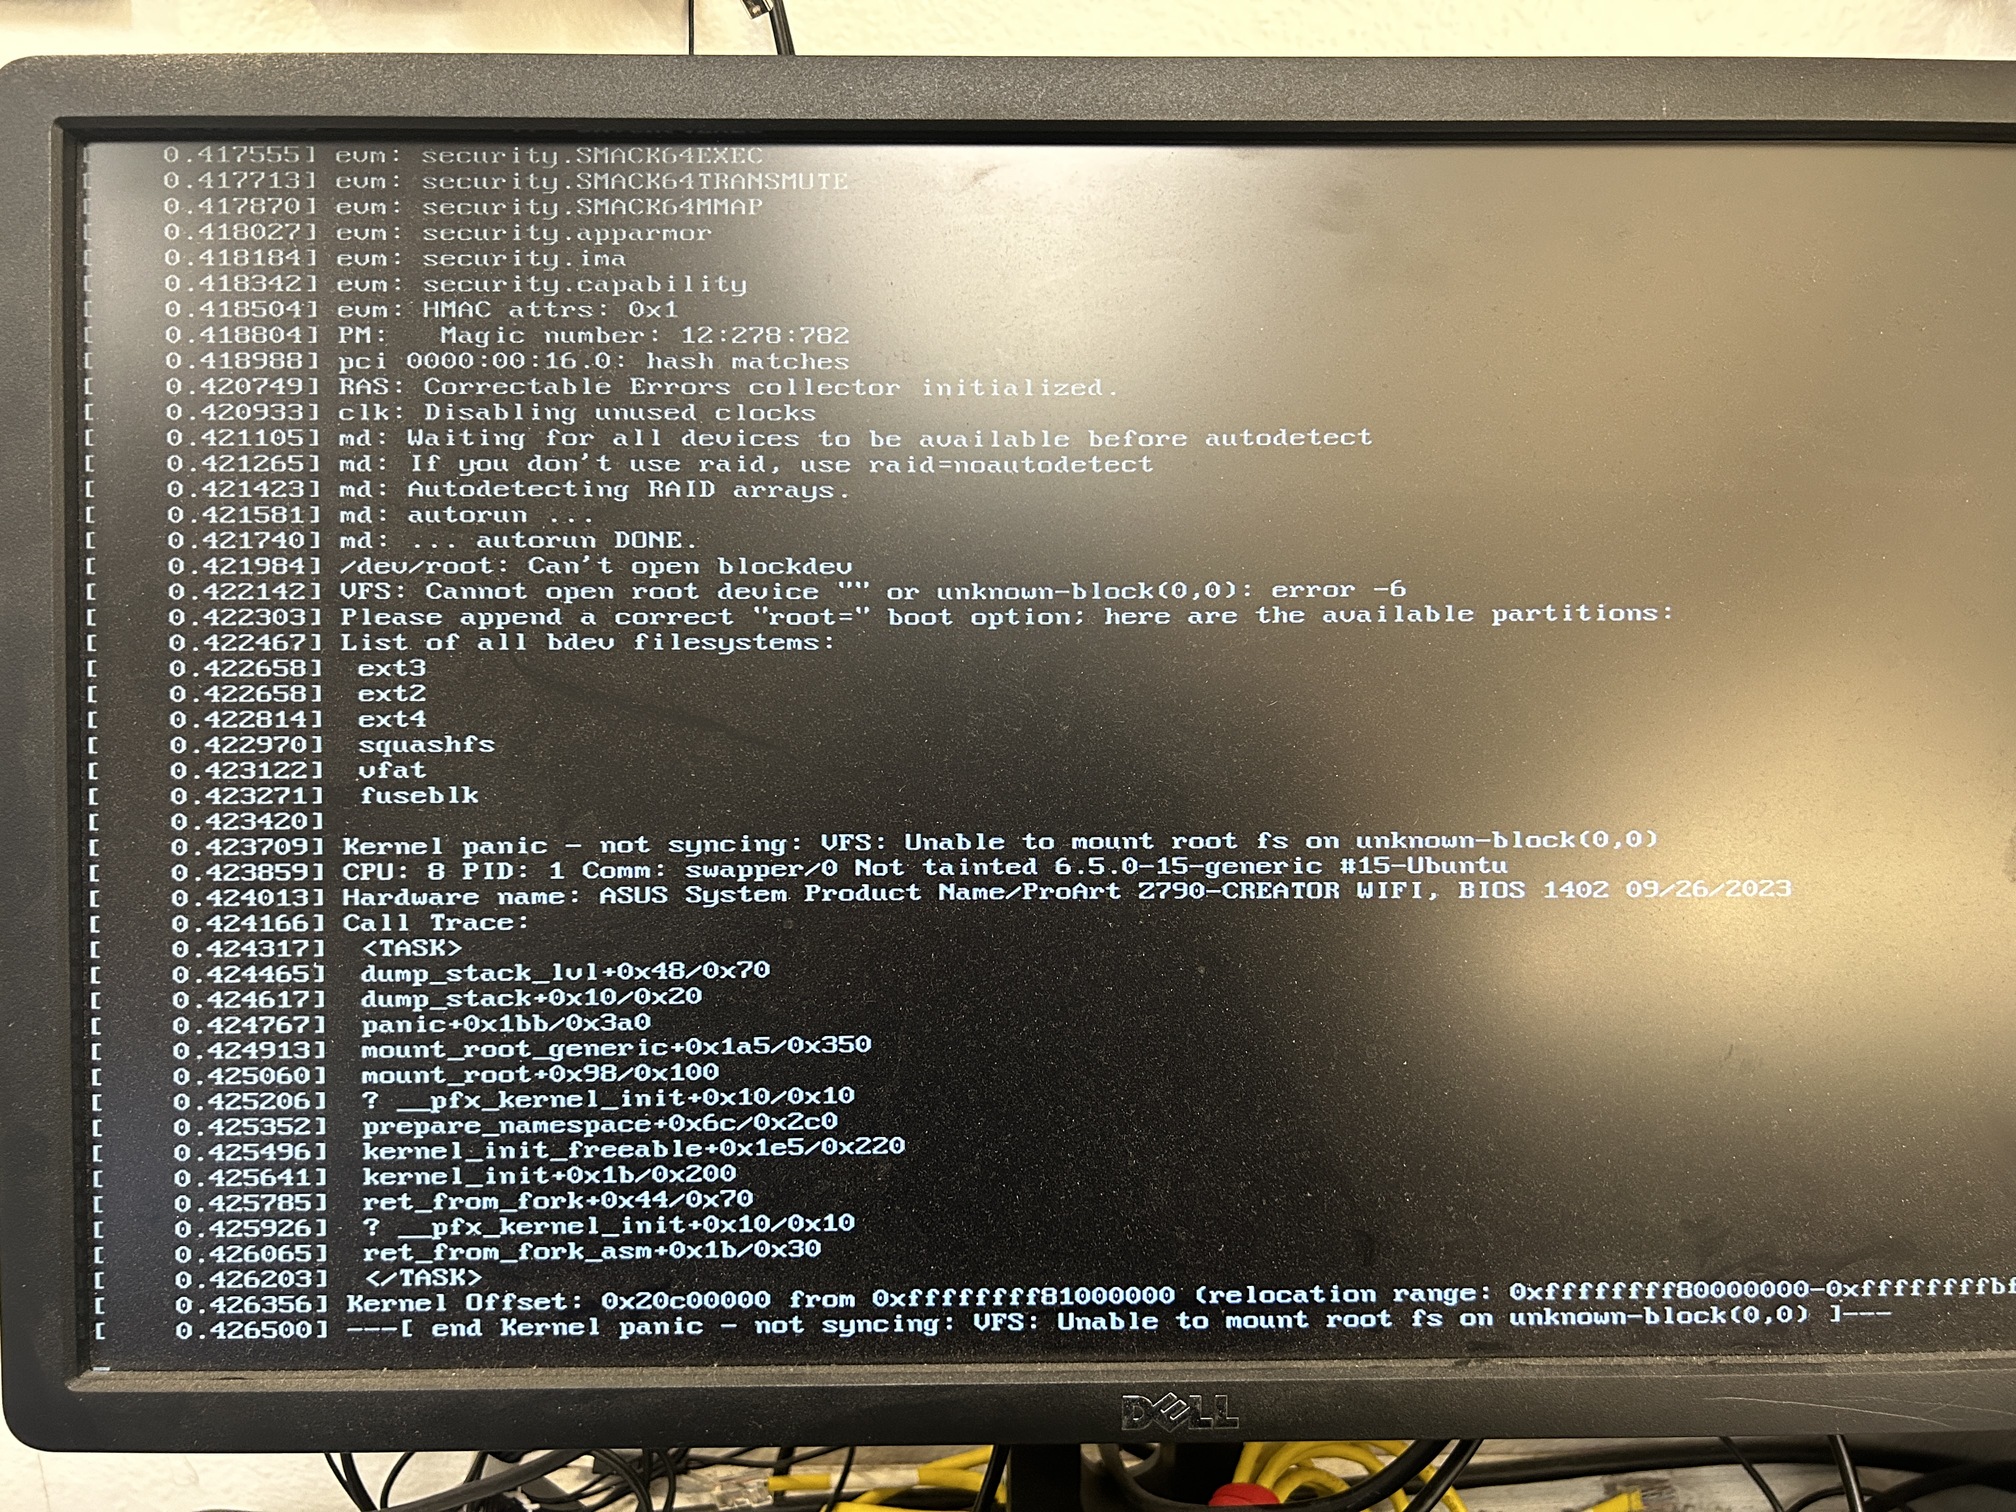 [    0.417555] evm: security.SMACK64EXEC
[    0.417713] evm: security.SMACK64TRANSMUTE
[    0.417870] evm: security.SMACK64MMAP
[    0.418027] evm: security.apparmor
[    0.418184] evm: security.ima
[    0.418342] evm: security.capability
[    0.418504] evm: HMAC attrs: 0x1
[    0.418804] PM:   Magic number: 12:278:782
[    0.418988] pci 0000:00:16.0: hash matches
[    0.420749] RAS: Correctable Errors collector initialized.
[    0.420933] clk: Disabling unused clocks
[    0.421105] md: Waiting for all devices to be available before autodetect
[    0.421265] md: If you don't use raid, use raid=noautodetect
[    0.421423] md: Autodetecting RAID arrays.
[    0.421581] md: autorun ...
[    0.421740] md: ... autorun DONE.
[    0.421984] /dev/root: Can't open blockdev
[    0.422142] VFS: Cannot open root device "" or unknown-block(0,0): error -6
[    0.422303] Please append a correct "root=" boot option; here are the available partitions:
[    0.422467] List of all bdev filesystems:
[    0.422658]  ext3
[    0.422658]  ext2
[    0.422814]  ext4
[    0.422970]  squashfs
[    0.423122]  vfat
[    0.423271]  fuseblk
[    0.423420]
[    0.423709] Kernel panic - not syncing: VFS: Unable to mount root fs on unknown-block(0,0)
[    0.423859] CPU: 8 PID: 1 Comm: swapper/0 Not tainted 6.5.0-15-generic #15-Ubuntu
[    0.424013] Hardware name: ASUS System Product Name/ProArt Z790-CREATOR WIFI, BIOS 1402 09/26/2023
[    0.424166] Call Trace:
[    0.424317]  <TASK>
[    0.424465]  dump_stack_lvl+0x48/0x70
[    0.424617]  dump_stack+0x10/0x20
[    0.424767]  panic+0x1bb/0x3a0
[    0.424913]  mount_root_generic+0x1a5/0x350
[    0.425060]  mount_root+0x98/0x100
[    0.425206]  ? __pfx_kernel_init+0x10/0x10
[    0.425352]  prepare_namespace+0x6c/0x2c0
[    0.425496]  kernel_init_freeable+0x1e5/0x220
[    0.425641]  kernel_init+0x1b/0x200
[    0.425785]  ret_from_fork+0x44/0x70
[    0.425926]  ? __pfx_kernel_init+0x10/0x10
[    0.426065]  ret_from_fork_asm+0x1b/0x30
[    0.426203]  </TASK>
[    0.426356] Kernel Offset: 0x20c00000 from 0xffffffff81000000 (relocation range: 0xffffffff80000000-0xffffffffbf
[    0.426500] ---[ end Kernel panic - not syncing: VFS: Unable to mount root fs on unknown-block(0,0) ]---
DELL